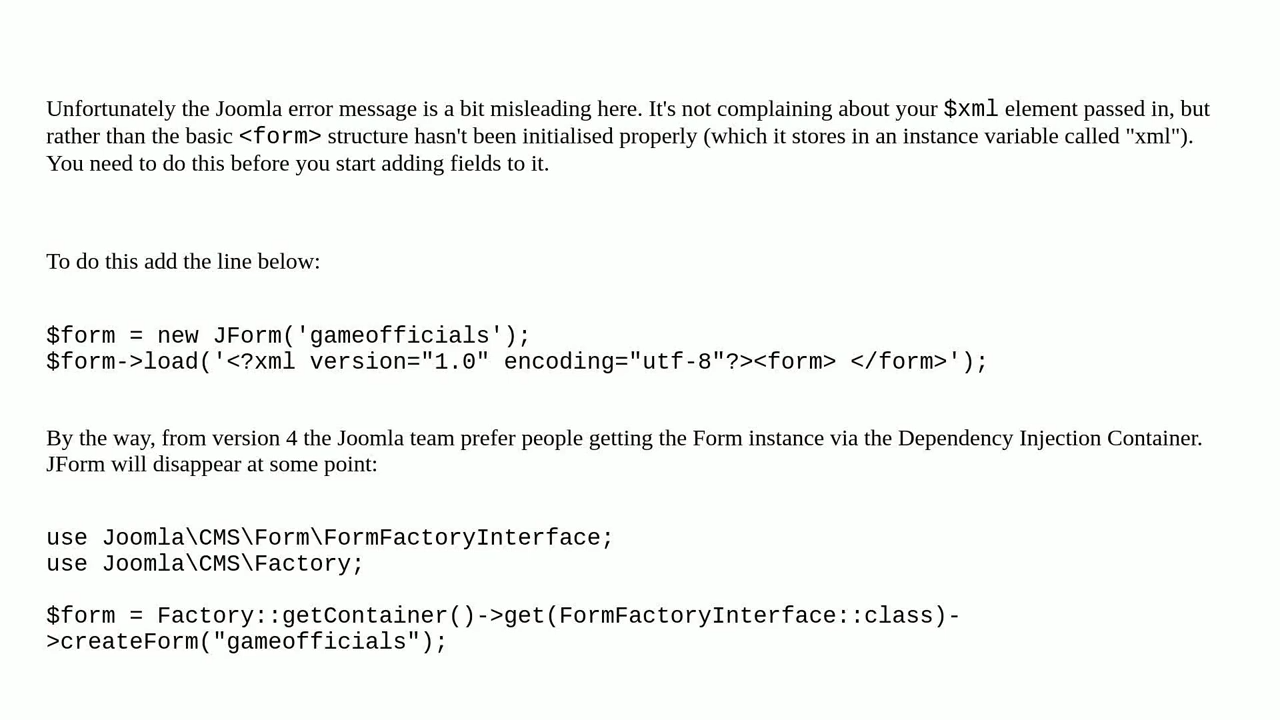 Unfortunately the Joomla error message is a bit misleading here. It's not complaining about your $xml element passed in, but
rather than the basic <form> structure hasn't been initialised properly (which it stores in an instance variable called "xml").
You need to do this before you start adding fields to it.
To do this add the line below:
$form = new JForm('gameofficials');
$form->load('<?xml version="1.0" encoding="utf-8"?><form> </form>');
By the way, from version 4 the Joomla team prefer people getting the Form instance via the Dependency Injection Container.
JForm will disappear at some point:
use Joomla\CMS\Form\FormFactoryInterface;
use Joomla\CMS\Factory;
$form = Factory::getContainer()->get(FormFactoryInterface::class)-
>createForm("gameofficials");